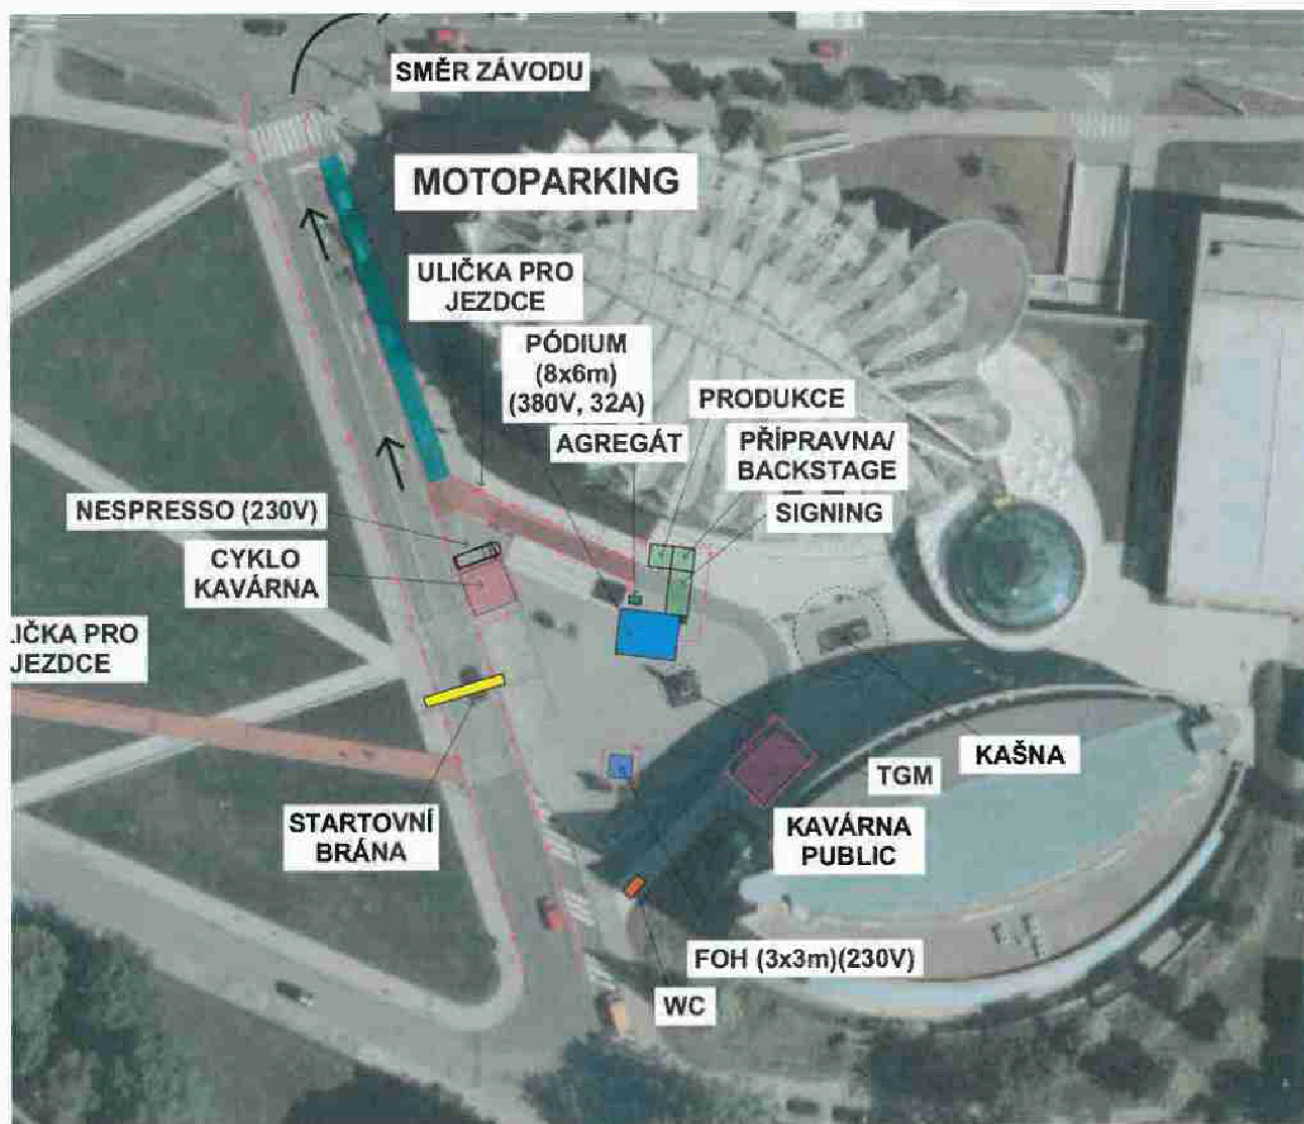 SMĚR ZÁVODU
MOTOPARKING
ULIČKA PRO
JEZDCE
PÓDIUM
(8x6m)
(380V, 32A)
PRODUKCE
AGREGÁT
PŘÍPRAVNA/
BACKSTAGE
NESPRESSO (230V)
SIGNING
CYKLO
KAVÁRNA
LIČKA PRO
JEZDCE
KAŠNA
TGM
STARTOVNÍ
BRÁNA
KAVÁRNA
PUBLIC
FOH (3x3m)(230V)
WC